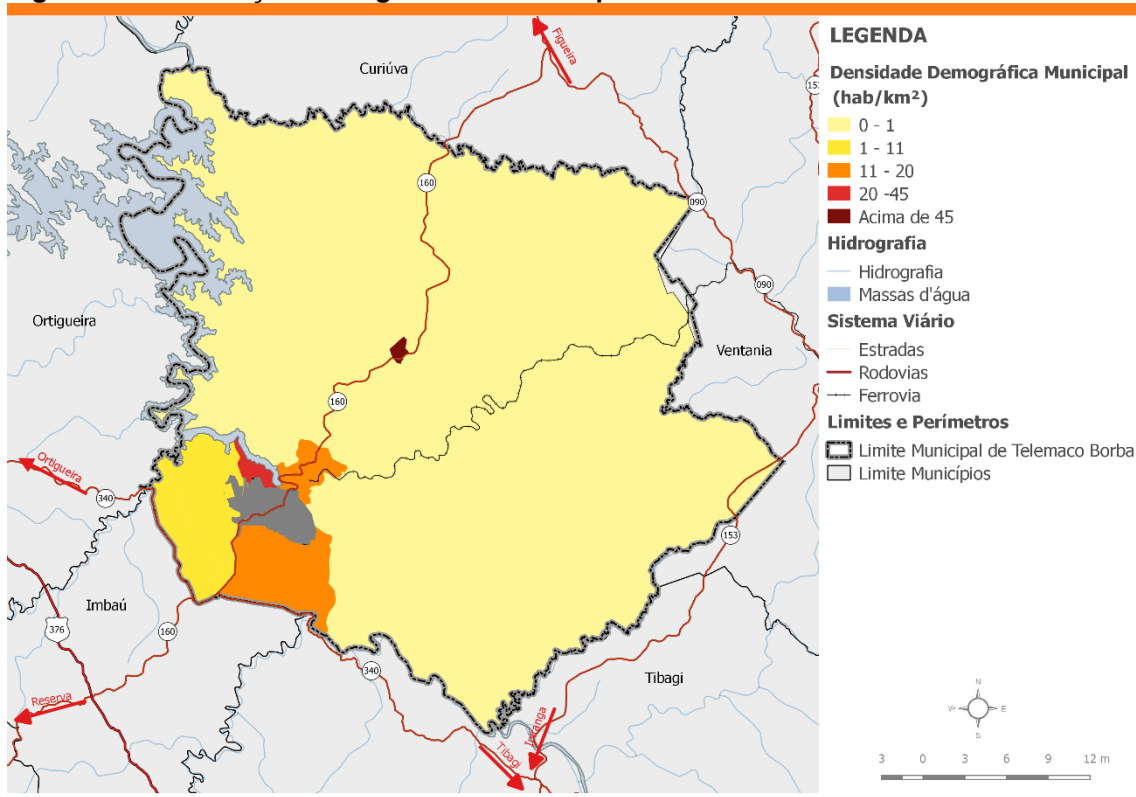 Figueira
Curiúva
160
090
090
Ortigueira
Ventania
160
Ortigueira
340
153
Imbaú
376
160
340
Tibagi
Reserva
Tibagi
LEGENDA
Densidade Demográfica Municipal
(hab/km²)
0 - 1
1 - 11
11 - 20
20 -45
Acima de 45
Hidrografia
Hidrografia
Massas d'água
Sistema Viário
Estradas
Rodovias
Ferrovia
Limites e Perímetros
Limite Municipal de Telemaco Borba
Limite Municípios
N
W E
S
3 0 3 6 9 12 m